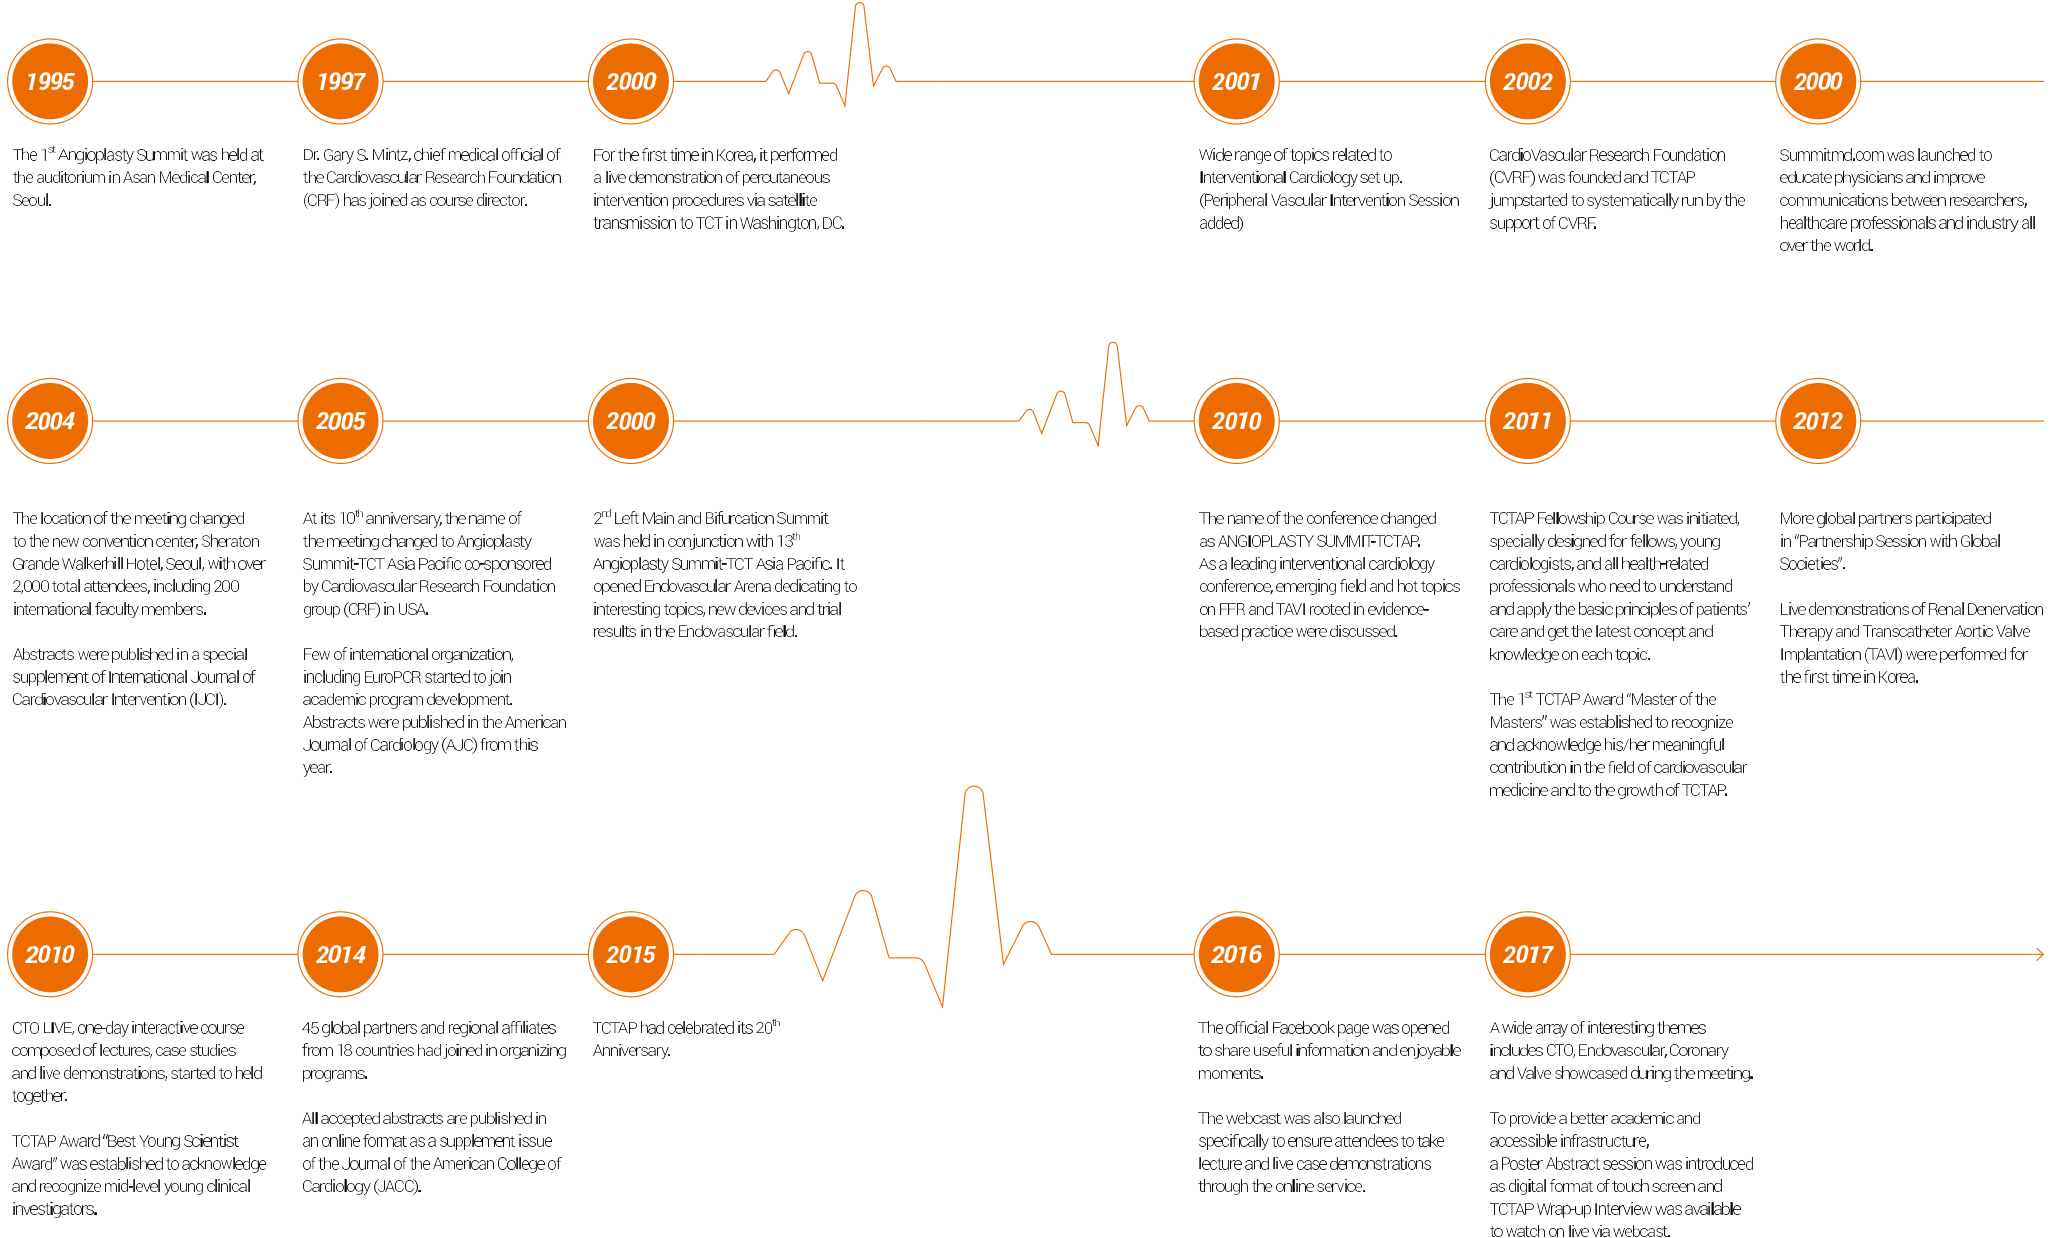 1995
The 1st Angioplasty Summit was held at
the auditorium in Asan Medical Center,
Seoul.
1997
Dr. Gary S. Mintz, chief medical official of
the Cardiovascular Research Foundation
(CRF) has joined as course director.
2000
For the first time in Korea, it performed
a live demonstration of percutaneous
intervention procedures via satellite
transmission to TCT in Washington, DC.
2001
Wide range of topics related to
Interventional Cardiology set up.
(Peripheral Vascular Intervention Session
added)
2002
CardioVascular Research Foundation
(CVRF) was founded and TCTAP
jumpstarted to systematically run by the
support of CVRF.
2000
Summitmd.com was launched to
educate physicians and improve
communications between researchers,
healthcare professionals and industry all
over the world.
2004
The location of the meeting changed
to the new convention center, Sheraton
Grande Walkerhill Hotel, Seoul, with over
2,000 total attendees, including 200
international faculty members.
Abstracts were published in a special
supplement of International Journal of
Cardiovascular Intervention (IJCI).
2005
At its 10th anniversary, the name of
the meeting changed to Angioplasty
Summit-TCT Asia Pacific co-sponsored
by Cardiovascular Research Foundation
group (CRF) in USA.
Few of international organization,
including EuroPCR started to join
academic program development.
Abstracts were published in the American
Journal of Cardiology (AJC) from this
year.
2000
2nd Left Main and Bifurcation Summit
was held in conjunction with 13th
Angioplasty Summit-TCT Asia Pacific. It
opened Endovascular Arena dedicating to
interesting topics, new devices and trial
results in the Endovascular field.
2010
The name of the conference changed
as ANGIOPLASTY SUMMIT-TCTAP.
As a leading interventional cardiology
conference, emerging field and hot topics
on FFR and TAVI rooted in evidence-
based practice were discussed.
2011
TCTAP Fellowship Course was initiated,
specially designed for fellows, young
cardiologists, and all health-related
professionals who need to understand
and apply the basic principles of patients'
care and get the latest concept and
knowledge on each topic.
The 1st TCTAP Award "Master of the
Masters" was established to recognize
and acknowledge his/her meaningful
contribution in the field of cardiovascular
medicine and to the growth of TCTAP.
2012
More global partners participated
in "Partnership Session with Global
Societies".
Live demonstrations of Renal Denervation
Therapy and Transcatheter Aortic Valve
Implantation (TAVI) were performed for
the first time in Korea.
2010
CTO LIVE, one-day interactive course
composed of lectures, case studies
and live demonstrations, started to held
together.
TCTAP Award "Best Young Scientist
Award" was established to acknowledge
and recognize mid-level young clinical
investigators.
2014
45 global partners and regional affiliates
from 18 countries had joined in organizing
programs.
All accepted abstracts are published in
an online format as a supplement issue
of the Journal of the American College of
Cardiology (JACC).
2015
TCTAP had celebrated its 20th
Anniversary.
2016
The official Facebook page was opened
to share useful information and enjoyable
moments.
The webcast was also launched
specifically to ensure attendees to take
lecture and live case demonstrations
through the online service.
2017
A wide array of interesting themes
includes CTO, Endovascular, Coronary
and Valve showcased during the meeting.
To provide a better academic and
accessible infrastructure,
a Poster Abstract session was introduced
as digital format of touch screen and
TCTAP Wrap-up Interview was available
to watch on live via webcast.